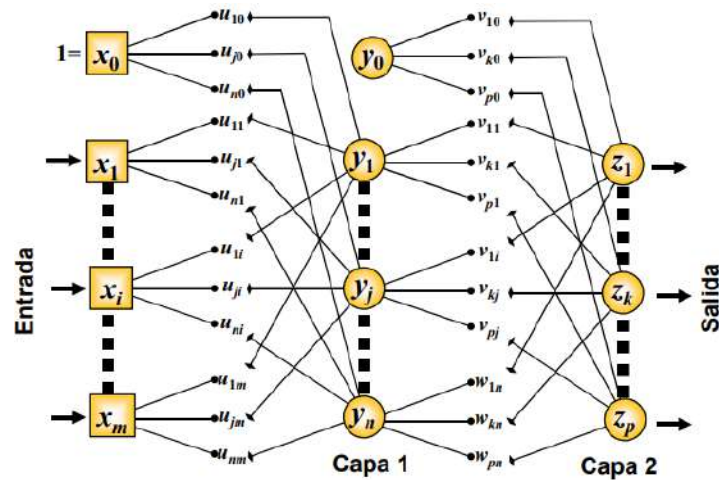 u10
v10
1= x0
uj0
y0
vk0
un0
vp0
u11
v11
x1
uj1
y1
vk1
z1
un1
vp1
u1i
v1i
Entrada
xi
uji
yj
vkj
zk
Salida
uni
vpj
u1m
w1n
xm
ujm
yn
wkn
zp
unm
wpn
Capa 1
Capa 2